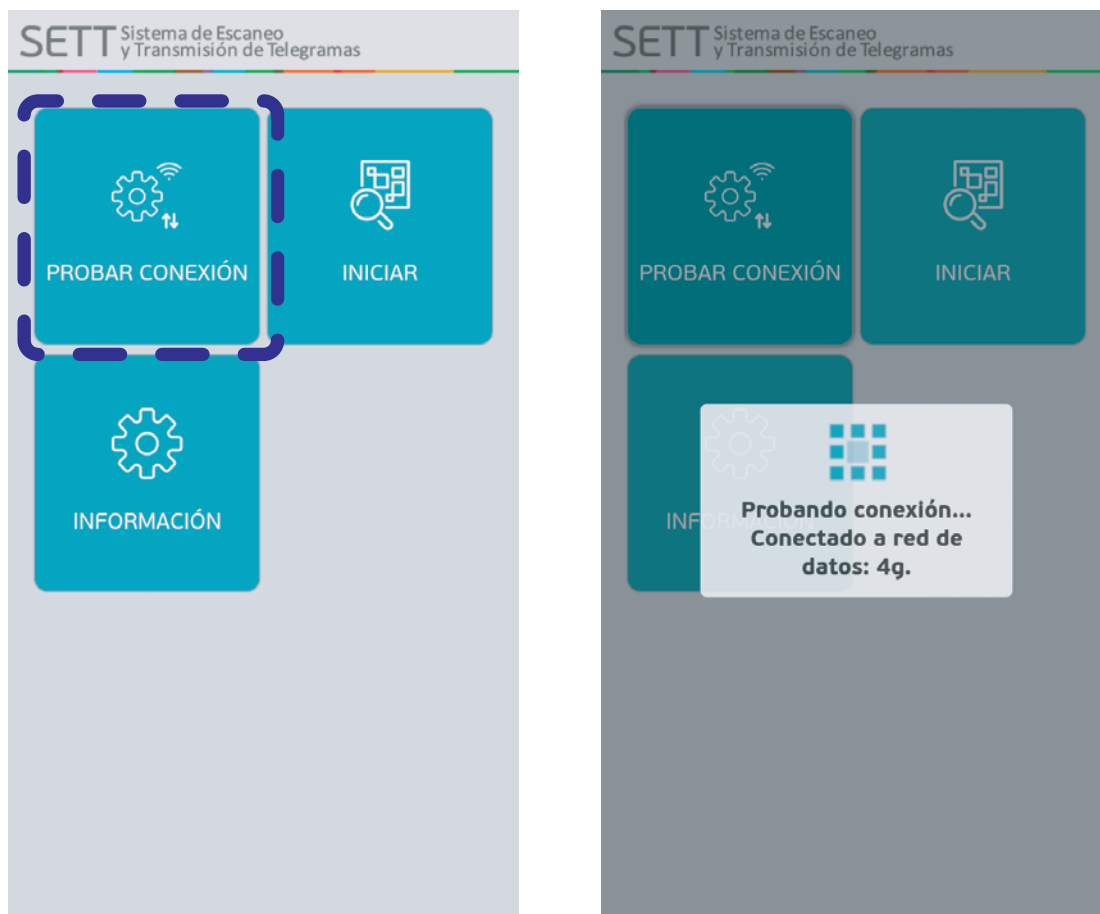 SETT Sistema de Escaneo
y Transmisión de Telegramas
PROBAR CONEXIÓN
INICIAR
INFORMACIÓN
SETT Sistema de Escaneo
y Transmisión de Telegramas
PROBAR CONEXIÓN
INICIAR
INFORMACIÓN
Probando conexión...
Conectado a red de
datos: 4g.